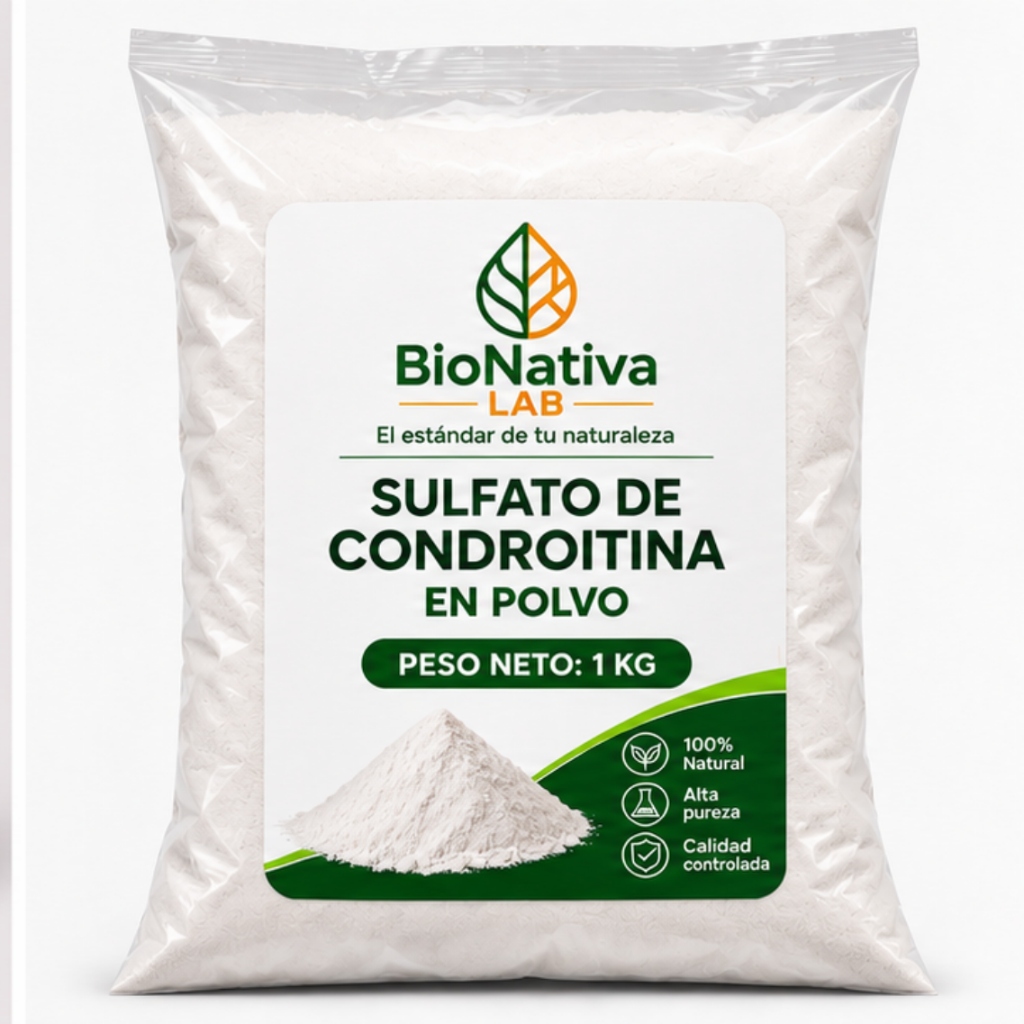 BioNativa
LAB
El estándar de tu naturaleza
SULFATO DE
CONDROITINA
EN POLVO
PESO NETO: 1 KG
100%
Natural
Alta
pureza
Calidad
controlada